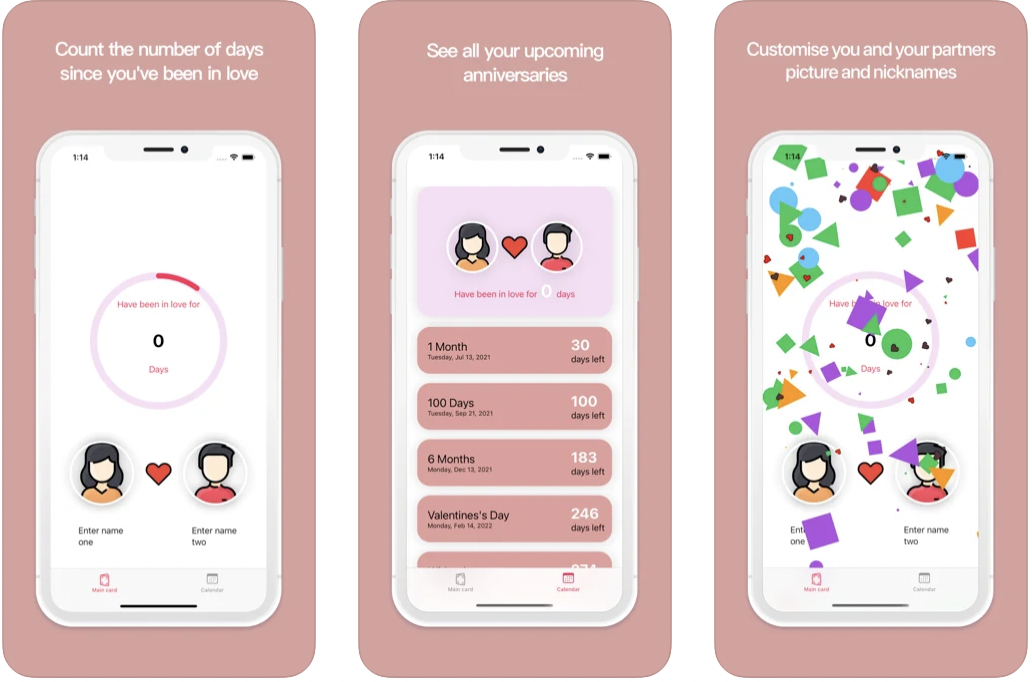 Count the number of days
since you've been in love
1:14
Have been in love for
0
Days
Enter name
one
Enter name
two
Main card
Calendar
See all your upcoming
anniversaries
1:14
Have been in love for 0 days
1 Month
Tuesday, Jul 13, 2021
30
days left
100 Days
Tuesday, Sep 21, 2021
100
days left
6 Months
Monday, Dec 13, 2021
183
days left
Valentines's Day
Monday, Feb 14, 2022
246
days left
Main card
Calendar
Customise you and your partners
picture and nicknames
1:14
Have in love for
0
Days
one
Enter name
two
Main card
Calendar